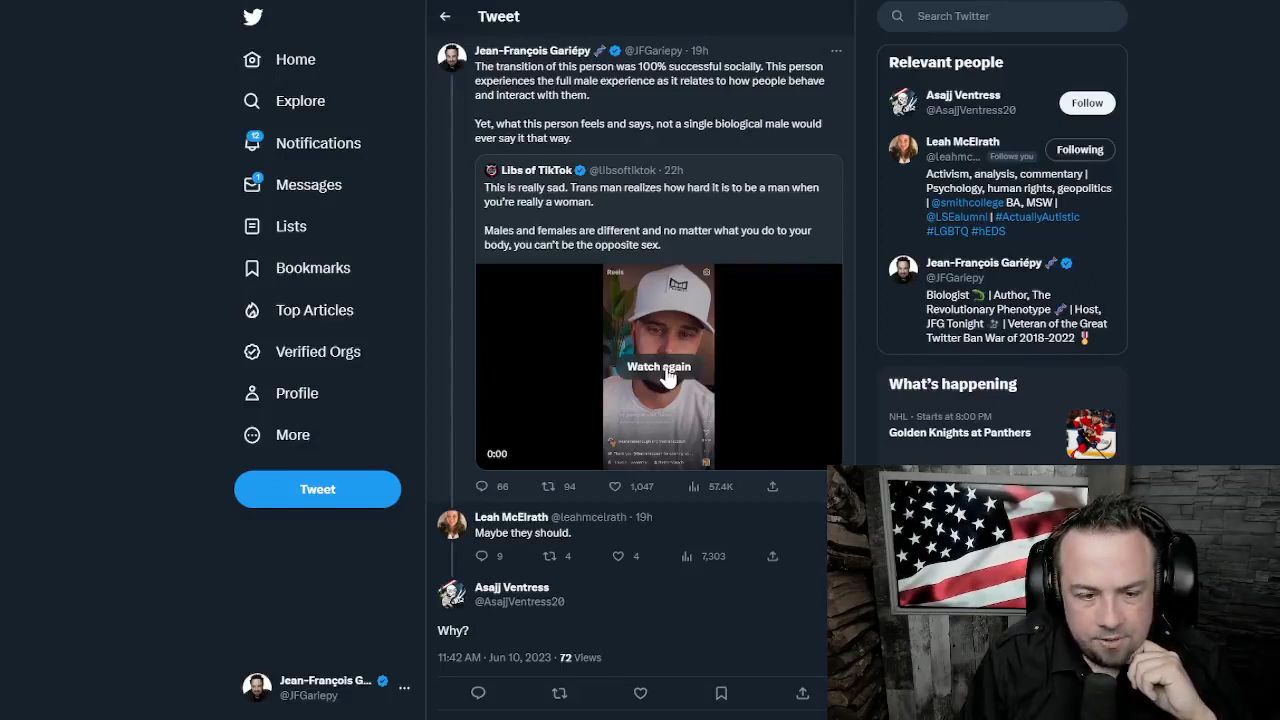 Home
Explore
12
Notifications
1
Messages
Lists
Bookmarks
Top Articles
Verified Orgs
Profile
More
Tweet
Jean-François G...
@JFGariepy
Tweet
Jean-François Gariépy @JFGariepy · 19h
The transition of this person was 100% successful socially. This person
experiences the full male experience as it relates to how people behave
and interact with them.
Yet, what this person feels and says, not a single biological male would
ever say it that way.
Libs of TikTok @libsoftiktok · 22h
This is really sad. Trans man realizes how hard it is to be a man when
you're really a woman.
Males and females are different and no matter what you do to your
body, you can't be the opposite sex.
Reels
Watch again
0:00
66 94 1,047 57.4K
Leah McElrath @leahmcelrath · 19h
Maybe they should.
9 4 4 7,303
Asajj Ventress
@AsajjVentress20
Why?
11:42 AM · Jun 10, 2023 · 72 Views
Search Twitter
Relevant people
Asajj Ventress
@AsajjVentress20
Follow
Leah McElrath
@leahmc... Follows you
Following
Activism, analysis, commentary |
Psychology, human rights, geopolitics
| @smithcollege BA, MSW |
@LSEalumni | #ActuallyAutistic
#LGBTQ #hEDS
Jean-François Gariépy
@JFGariepy
Biologist | Author, The
Revolutionary Phenotype | Host,
JFG Tonight | Veteran of the Great
Twitter Ban War of 2018-2022
What's happening
NHL · Starts at 8:00 PM
Golden Knights at Panthers